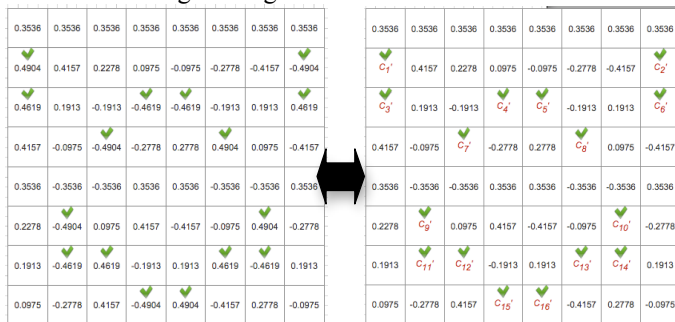 0.3536 0.3536 0.3536 0.3536 0.3536 0.3536 0.3536 0.3536
0.4904 0.4157 0.2278 0.0975 -0.0975 -0.2778 -0.4157 -0.4904
0.4619 0.1913 -0.1913 -0.4619 -0.4619 -0.1913 0.1913 0.4619
0.4157 -0.0975 -0.4904 -0.2778 0.2778 0.4904 0.0975 -0.4157
0.3536 -0.3536 -0.3536 0.3536 0.3536 -0.3536 -0.3536 0.3536
0.2278 -0.4904 0.0975 0.4157 -0.4157 -0.0975 0.4904 -0.2778
0.1913 -0.4619 0.4619 -0.1913 0.1913 0.4619 -0.4619 0.1913
0.0975 -0.2778 0.4157 -0.4904 0.4904 -0.4157 0.2778 -0.0975
0.3536 0.3536 0.3536 0.3536 0.3536 0.3536 0.3536 0.3536
C1' 0.4157 0.2278 0.0975 -0.0975 -0.2778 -0.4157 C2'
C3' 0.1913 -0.1913 C4' C5' -0.1913 0.1913 C6'
0.4157 -0.0975 C7' -0.2778 0.2778 C8' 0.0975 -0.4157
0.3536 -0.3536 -0.3536 0.3536 0.3536 -0.3536 -0.3536 0.3536
0.2278 C9' 0.0975 0.4157 -0.4157 -0.0975 C10' -0.2778
0.1913 C11' C12' -0.1913 0.1913 C13' C14' 0.1913
0.0975 -0.2778 0.4157 C15' C16' -0.4157 0.2778 -0.0975